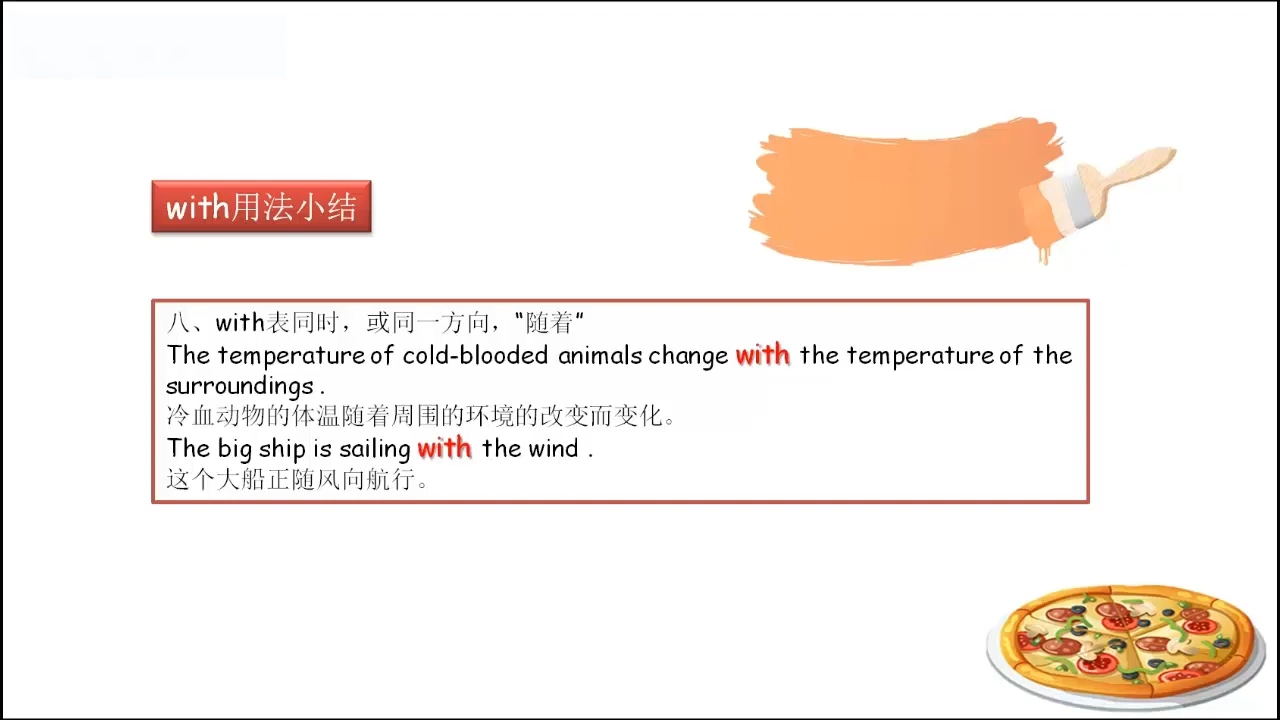 with用法小结
八、with表同时，或同一方向，“随着”
The temperature of cold-blooded animals change with the temperature of the
surroundings .
冷血动物的体温随着周围的环境的改变而变化。
The big ship is sailing with the wind .
这个大船正随风向航行。